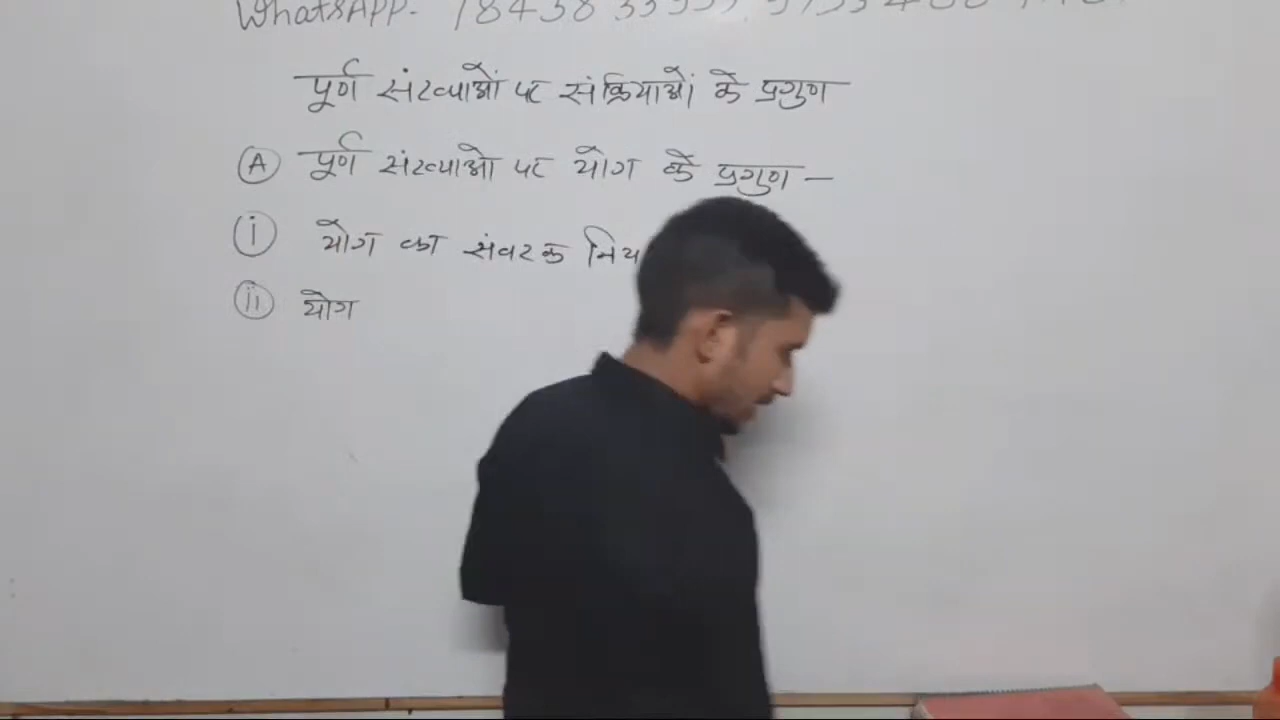 WhatsApp-
पूर्ण संख्याओं पर संक्रियाओं के प्रगुण
A पूर्ण संख्याओ पर योग के प्रगुण —
i योग का संवरक निय
ii योग